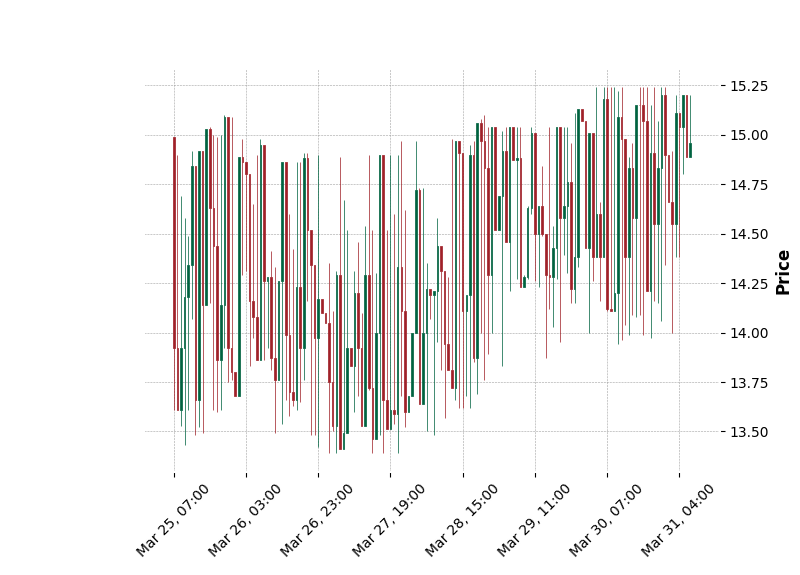 15.25
15.00
14.75
14.50
14.25
14.00
13.75
13.50
Price
Mar 25, 07:00
Mar 26, 03:00
Mar 26, 23:00
Mar 27, 19:00
Mar 28, 15:00
Mar 29, 11:00
Mar 30, 07:00
Mar 31, 04:00